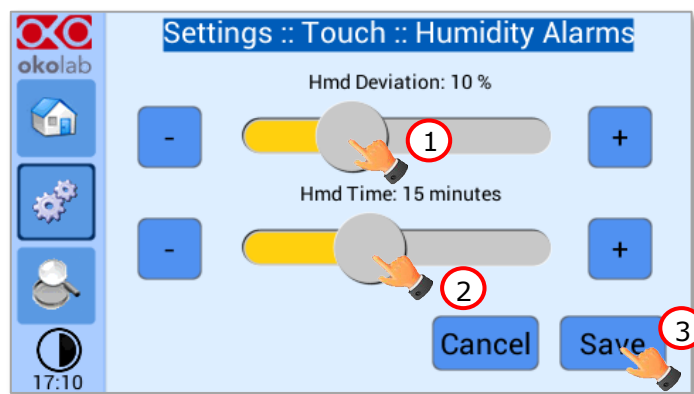 Settings :: Touch :: Humidity Alarms
okolab
Hmd Deviation: 10 %
-
+
1
Hmd Time: 15 minutes
-
+
2
Cancel
Save
3
17:10